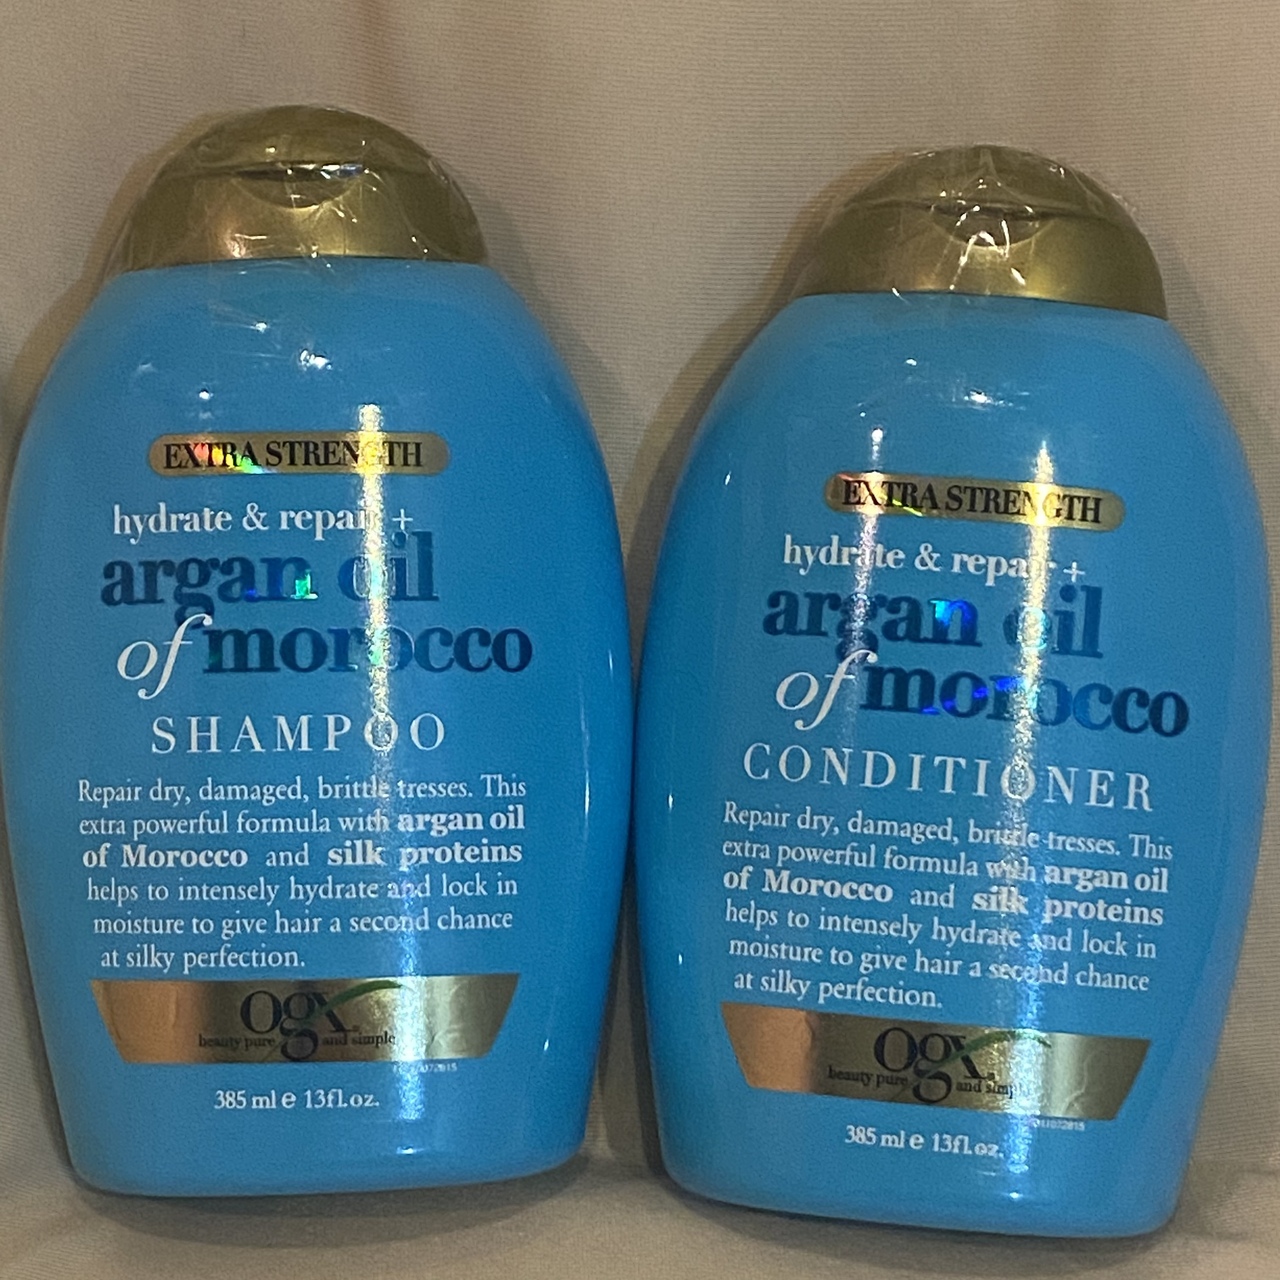 EXTRA STRENGTH
hydrate & repair +
argan oil
of morocco
SHAMPOO
Repair dry, damaged, brittle tresses. This
extra powerful formula with argan oil
of Morocco and silk proteins
helps to intensely hydrate and lock in
moisture to give hair a second chance
at silky perfection.
ogx
beauty pure and simple
385 ml e 13fl.oz.
EXTRA STRENGTH
hydrate & repair +
argan oil
of morocco
CONDITIONER
Repair dry, damaged, brittle tresses. This
extra powerful formula with argan oil
of Morocco and silk proteins
helps to intensely hydrate and lock in
moisture to give hair a second chance
at silky perfection.
ogx
beauty pure and simple
385 ml e 13fl.oz.